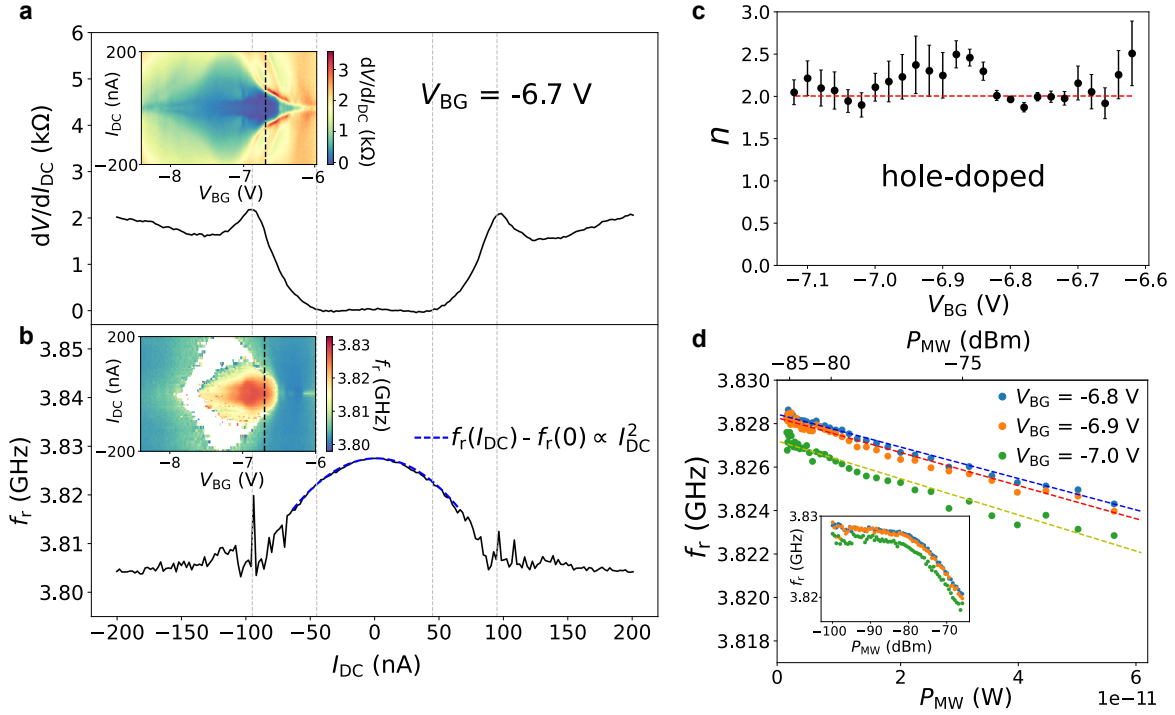 a
6
5
4
3
2
1
0
dV/dI_DC (kΩ)
V_BG = -6.7 V
200
−200
I_DC (nA)
−8
−7
−6
V_BG (V)
3
2
1
0
dV/dI_DC (kΩ)
b
3.85
3.84
3.83
3.82
3.81
3.80
f_r (GHz)
200
−200
I_DC (nA)
−8
−7
−6
V_BG (V)
3.83
3.82
3.81
3.80
f_r (GHz)
f_r(I_DC) - f_r(0) ∝ I_DC^2
−200
−150
−100
−50
0
50
100
150
200
I_DC (nA)
c
3.0
2.5
2.0
1.5
1.0
0.5
0.0
n
hole-doped
−7.1
−7.0
−6.9
−6.8
−6.7
−6.6
V_BG (V)
d
P_MW (dBm)
−85
−80
−75
3.830
3.828
3.826
3.824
3.822
3.820
3.818
f_r (GHz)
V_BG = -6.8 V
V_BG = -6.9 V
V_BG = -7.0 V
3.83
3.82
f_r (GHz)
−100
−90
−80
−70
P_MW (dBm)
0
2
4
6
1e−11
P_MW (W)